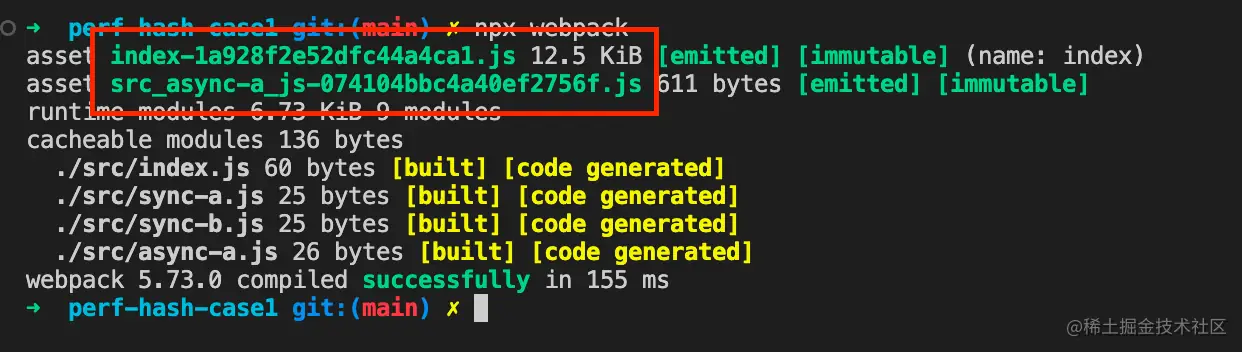 ➜  perf-hash-case1 git:(main) ✗ npx webpack
asset index-1a928f2e52dfc44a4ca1.js 12.5 KiB [emitted] [immutable] (name: index)
asset src_async-a_js-074104bbc4a40ef2756f.js 611 bytes [emitted] [immutable]
runtime modules 6.73 KiB 9 modules
cacheable modules 136 bytes
  ./src/index.js 60 bytes [built] [code generated]
  ./src/sync-a.js 25 bytes [built] [code generated]
  ./src/sync-b.js 25 bytes [built] [code generated]
  ./src/async-a.js 26 bytes [built] [code generated]
webpack 5.73.0 compiled successfully in 155 ms
➜  perf-hash-case1 git:(main) ✗
@稀土掘金技术社区